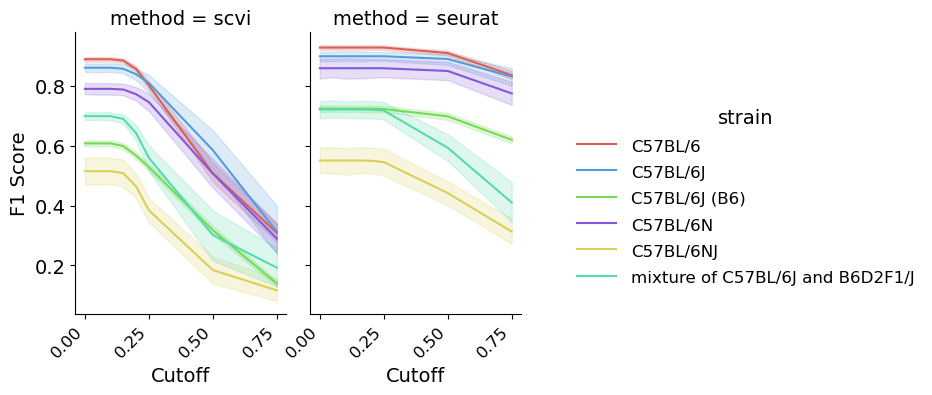 method = scvi
method = seurat
F1 Score
0.8
0.6
0.4
0.2
0.00
0.25
0.50
0.75
Cutoff
0.00
0.25
0.50
0.75
Cutoff
strain
C57BL/6
C57BL/6J
C57BL/6J (B6)
C57BL/6N
C57BL/6NJ
mixture of C57BL/6J and B6D2F1/J